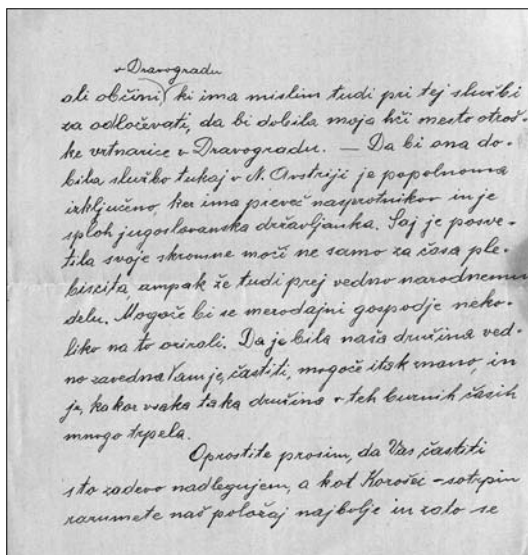 v Dravogradu
ali občini, ki ima mislim tudi pri tej službi
za odločevati, da bi dobila moja hči mesto otroš-
ke vrtnarice v Dravogradu. — Da bi ona do-
bila službo tukaj v N. Avstriji je popolnoma
izključeno, ker ima preveč nasprotnikov in je
sploh jugoslovanska državljanka. Saj je posve-
tila svoje skromne moči ne samo za časa ple-
biscita ampak že tudi prej vedno narodnemu
delu. Mogoče bi se merodajni gospodje neko-
liko na to ozirali. Da je bila naša družina ved-
no zavedna Vam je, častiti, mogoče itak znano, in
je, kakor vsaka taka družina v teh burnih časih
mnogo trpela.
Oprostite prosim, da Vas častiti
s to zadevo nadlegujem, a kot Korošec - sotrpin
razumete naš položaj najbolje in zato se